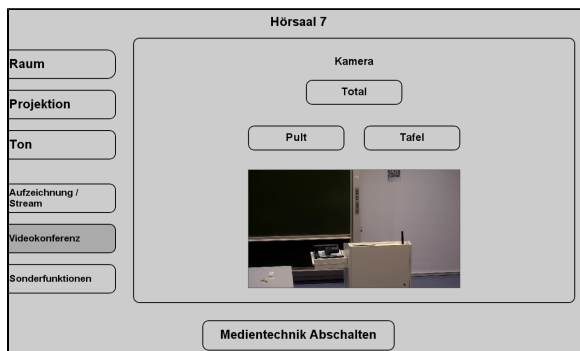 Hörsaal 7
Raum
Projektion
Ton
Aufzeichnung /
Stream
Videokonferenz
Sonderfunktionen
Kamera
Total
Pult
Tafel
Medientechnik Abschalten